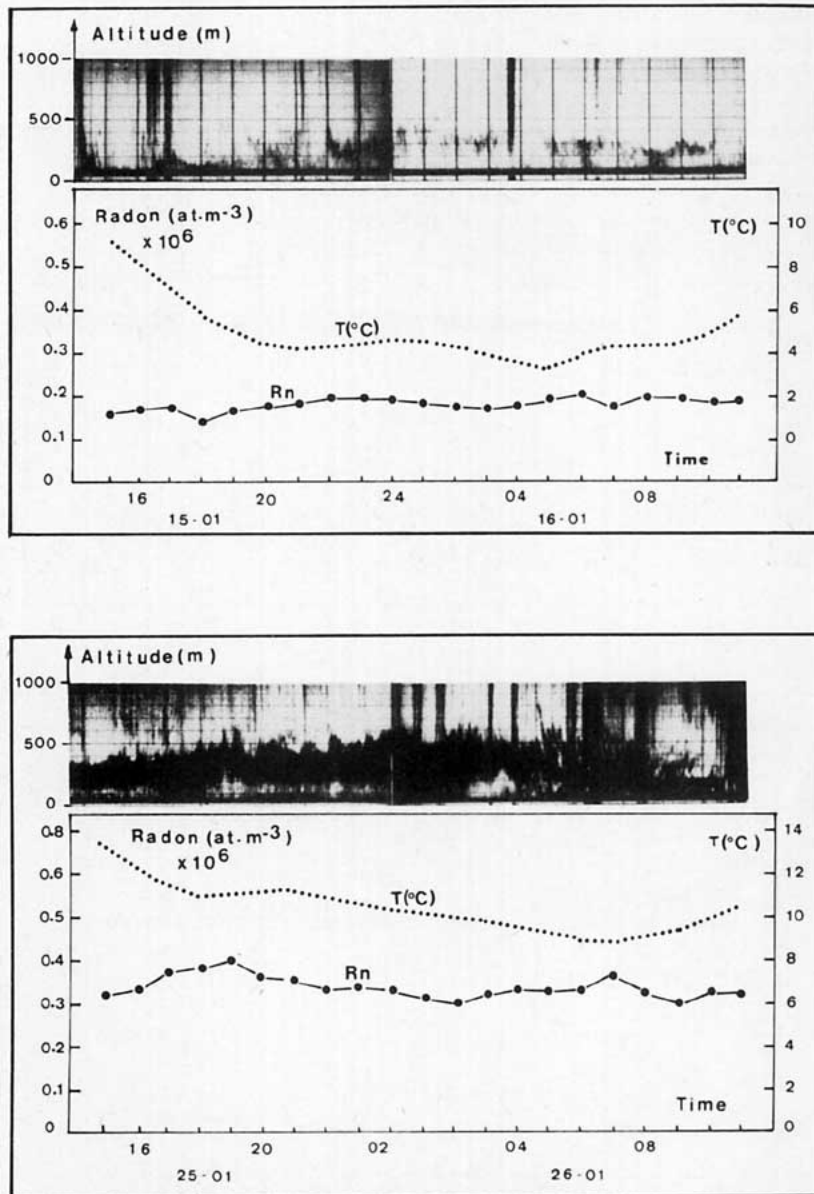 Altitude (m)
1000
500
0
Radon (at.m-3)
x 10⁶
T(°C)
0.6
0.5
0.4
0.3
0.2
0.1
0
10
8
6
4
2
0
T(°C)
Rn
Time
16 20 24 04 08
15-01 16-01
Altitude (m)
1000
500
0
Radon (at.m-3)
x 10⁶
T(°C)
0.8
0.6
0.5
0.4
0.3
0.2
0.1
0
14
12
10
8
6
4
2
0
T(°C)
Rn
Time
16 20 02 04 08
25-01 26-01